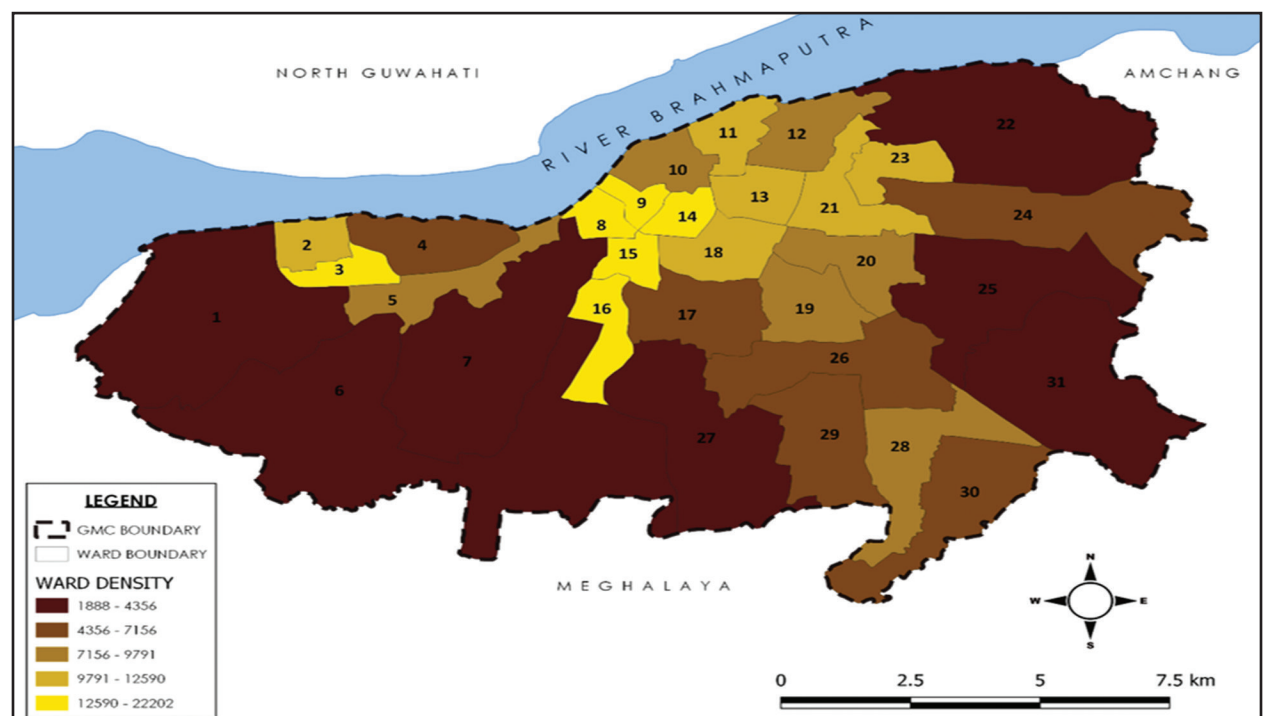 NORTH GUWAHATI
AMCHANG
RIVER BRAHMAPUTRA
11
12
22
10
23
9
14
13
8
21
24
2
4
3
15
18
20
25
5
16
17
19
1
26
7
6
31
27
29
28
30
MEGHALAYA
LEGEND
GMC BOUNDARY
WARD BOUNDARY
WARD DENSITY
1888 - 4356
4356 - 7156
7156 - 9791
9791 - 12590
12590 - 22202
N
W E
S
0 2.5 5 7.5 km